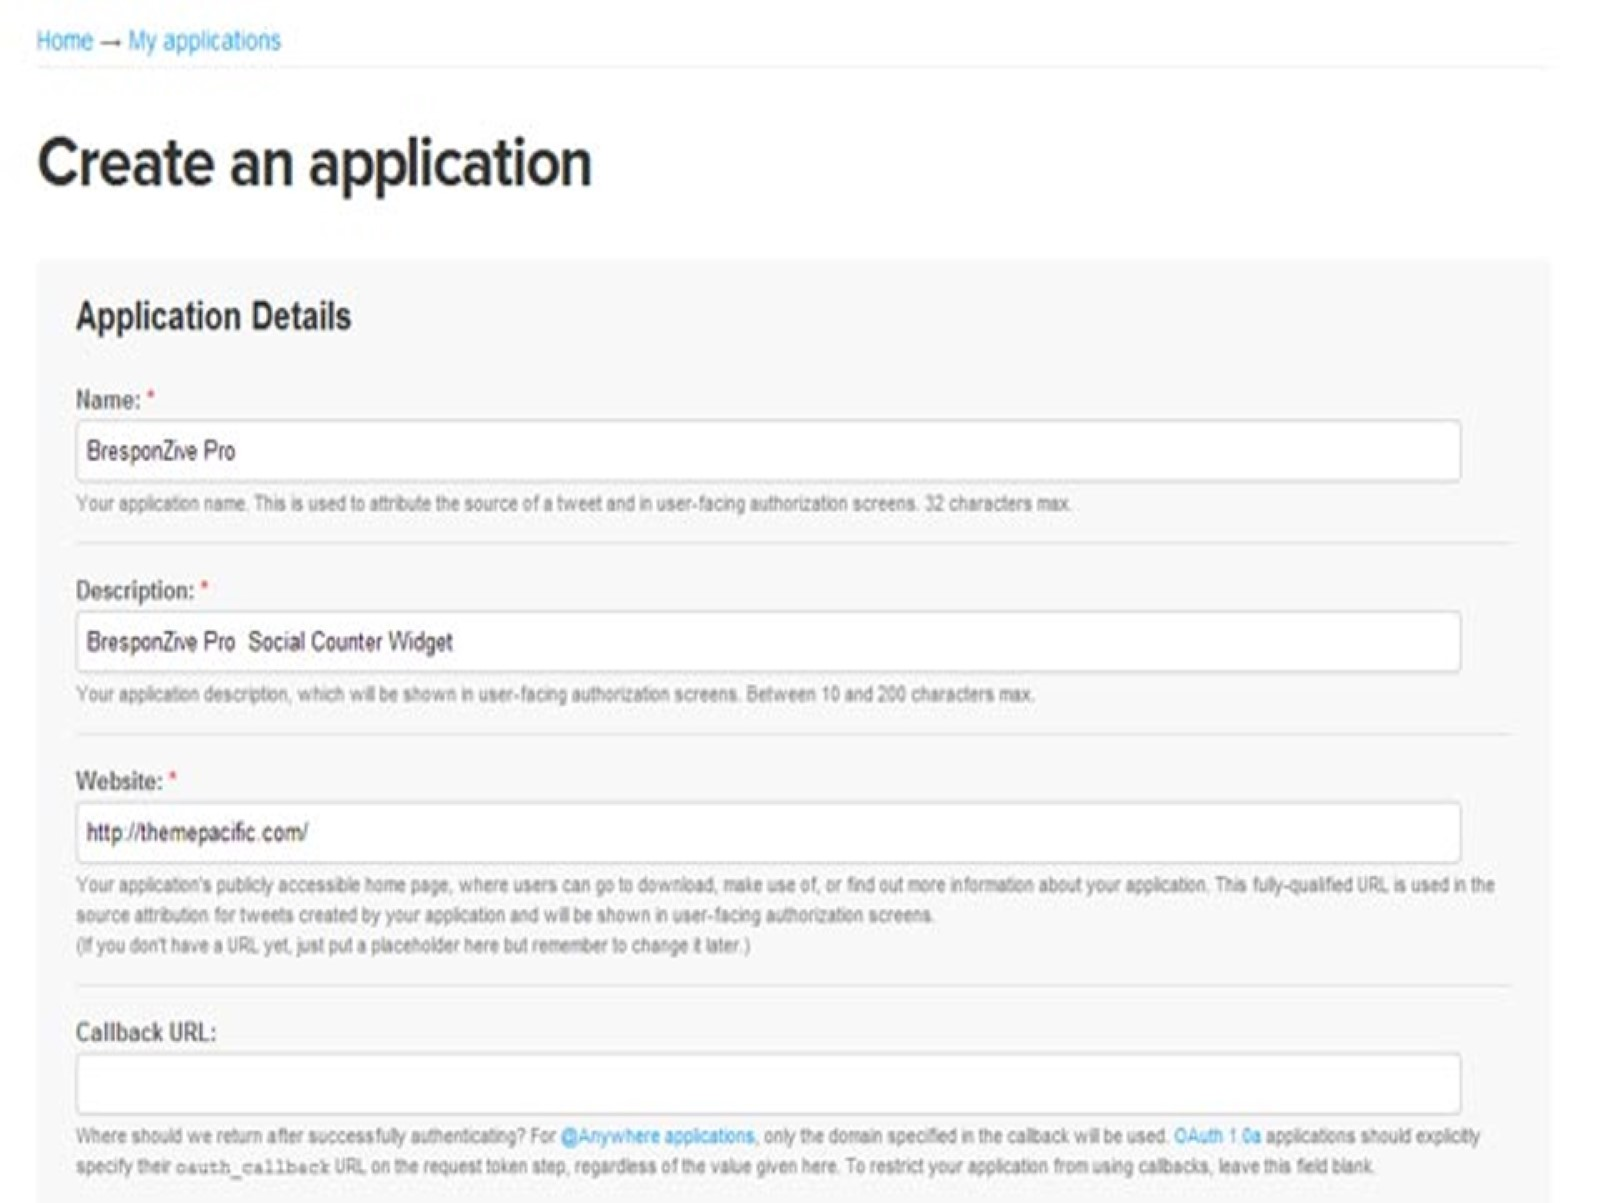 Home → My applications
Create an application
Application Details
Name: *
BresponZive Pro
Your application name. This is used to attribute the source of a tweet and in user-facing authorization screens. 32 characters max.
Description: *
BresponZive Pro  Social Counter Widget
Your application description, which will be shown in user-facing authorization screens. Between 10 and 200 characters max.
Website: *
http://themepacific.com/
Your application's publicly accessible home page, where users can go to download, make use of, or find out more information about your application. This fully-qualified URL is used in the
source attribution for tweets created by your application and will be shown in user-facing authorization screens.
(If you don't have a URL yet, just put a placeholder here but remember to change it later.)
Callback URL:
Where should we return after successfully authenticating? For @Anywhere applications, only the domain specified in the callback will be used. OAuth 1.0a applications should explicitly
specify their oauth_callback URL on the request token step, regardless of the value given here. To restrict your application from using callbacks, leave this field blank.